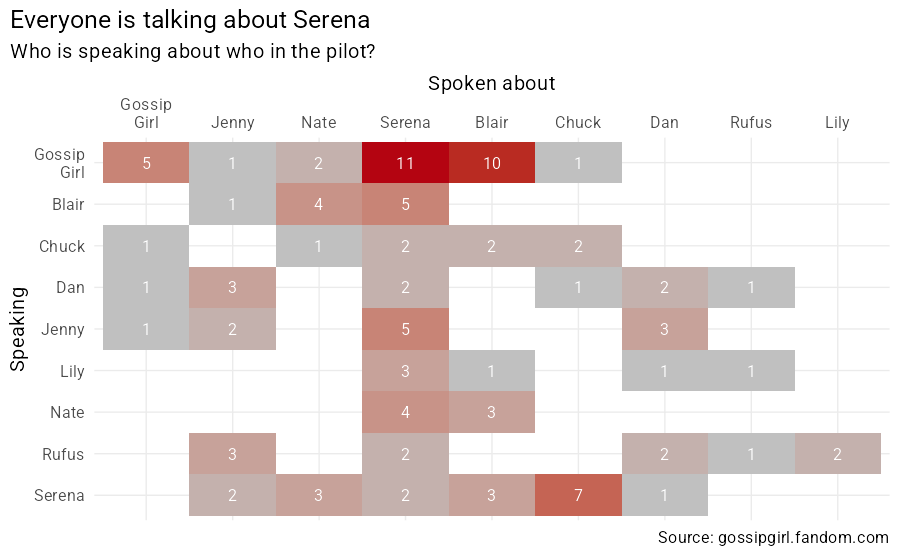 Everyone is talking about Serena
Who is speaking about who in the pilot?
Spoken about
Gossip
Girl Jenny Nate Serena Blair Chuck Dan Rufus Lily
Gossip
Girl 5 1 2 11 10 1
Blair 1 4 5
Chuck 1 1 2 2 2
Dan 1 3 2 1 2 1
Jenny 1 2 5 3
Lily 3 1 1 1
Nate 4 3
Rufus 3 2 2 1 2
Serena 2 3 2 3 7 1
Speaking
Source: gossipgirl.fandom.com